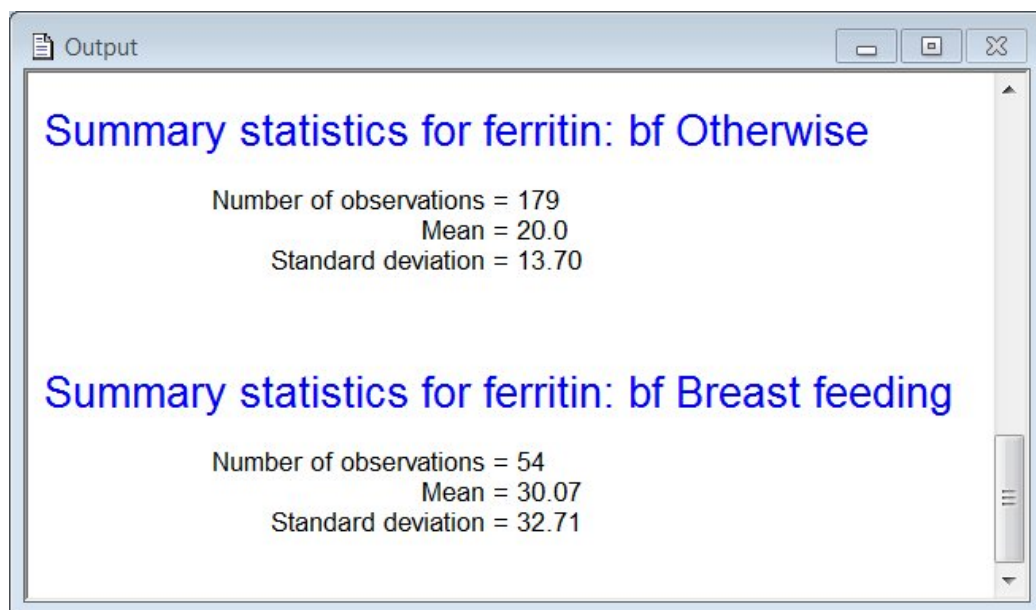 Output
Summary statistics for ferritin: bf Otherwise
Number of observations = 179
Mean = 20.0
Standard deviation = 13.70
Summary statistics for ferritin: bf Breast feeding
Number of observations = 54
Mean = 30.07
Standard deviation = 32.71